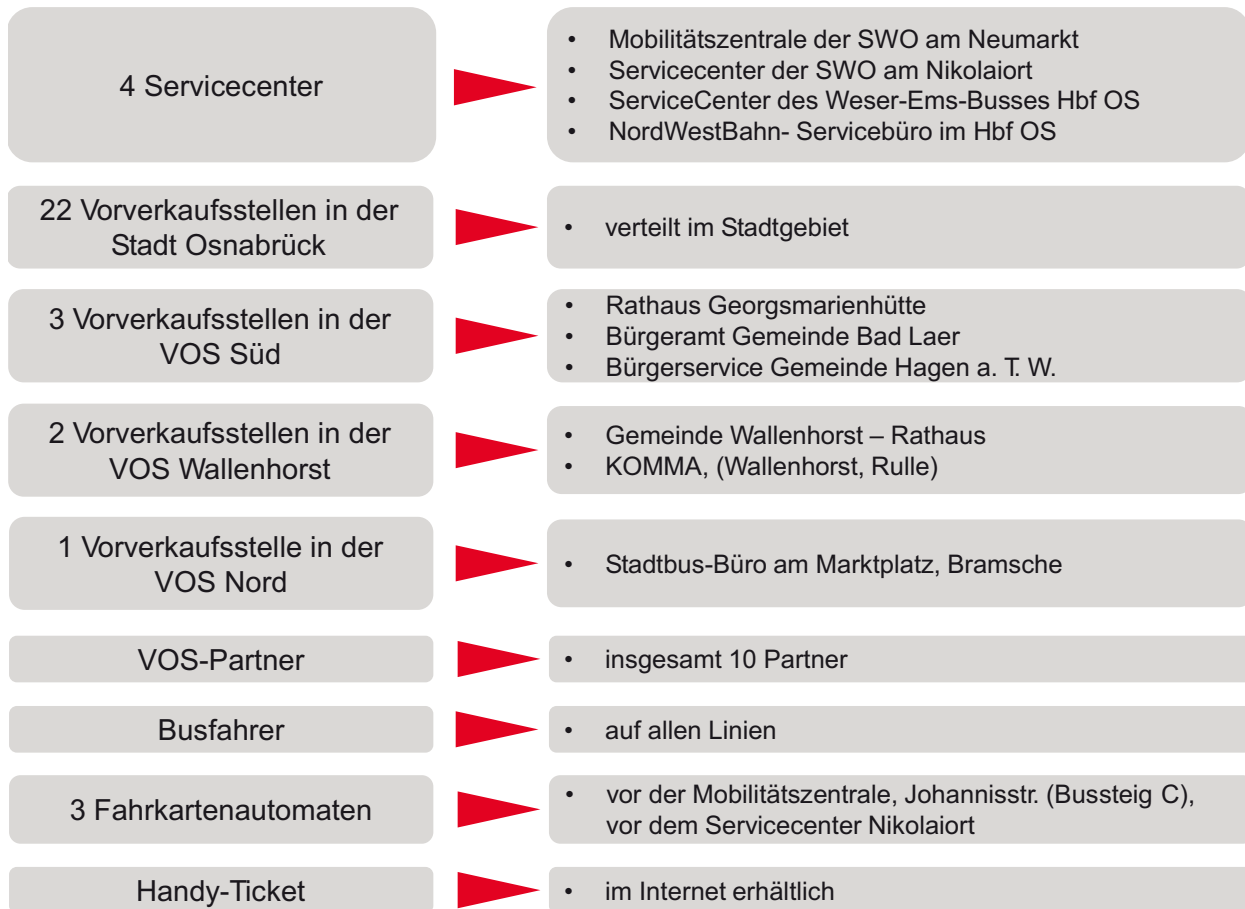 4 Servicecenter
• Mobilitätszentrale der SWO am Neumarkt
• Servicecenter der SWO am Nikolaiort
• ServiceCenter des Weser-Ems-Busses Hbf OS
• NordWestBahn- Servicebüro im Hbf OS
22 Vorverkaufsstellen in der
Stadt Osnabrück
• verteilt im Stadtgebiet
3 Vorverkaufsstellen in der
VOS Süd
• Rathaus Georgsmarienhütte
• Bürgeramt Gemeinde Bad Laer
• Bürgerservice Gemeinde Hagen a. T. W.
2 Vorverkaufsstellen in der
VOS Wallenhorst
• Gemeinde Wallenhorst – Rathaus
• KOMMA, (Wallenhorst, Rulle)
1 Vorverkaufsstelle in der
VOS Nord
• Stadtbus-Büro am Marktplatz, Bramsche
VOS-Partner
• insgesamt 10 Partner
Busfahrer
• auf allen Linien
3 Fahrkartenautomaten
• vor der Mobilitätszentrale, Johannisstr. (Bussteig C),
vor dem Servicecenter Nikolaiort
Handy-Ticket
• im Internet erhältlich